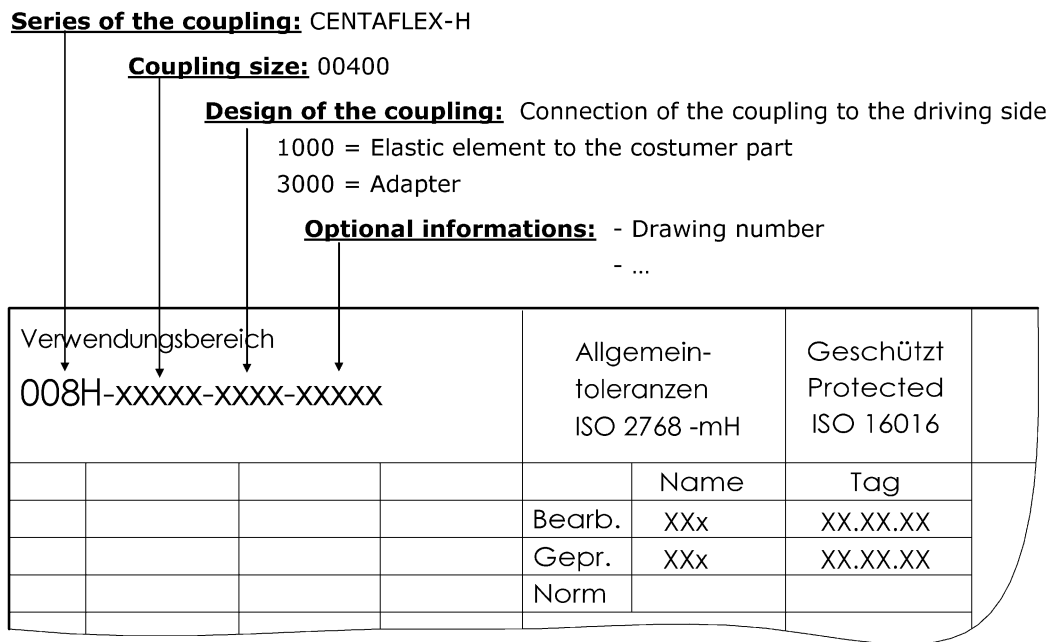 Series of the coupling: CENTAFLEX-H
Coupling size: 00400
Design of the coupling: Connection of the coupling to the driving side
1000 = Elastic element to the costumer part
3000 = Adapter
Optional informations: - Drawing number
- ...
Verwendungsbereich
008H-xxxxx-xxxx-xxxxx
Allgemein-
toleranzen
ISO 2768 -mH
Geschützt
Protected
ISO 16016
Name Tag
Bearb. XXx XX.XX.XX
Gepr. XXx XX.XX.XX
Norm